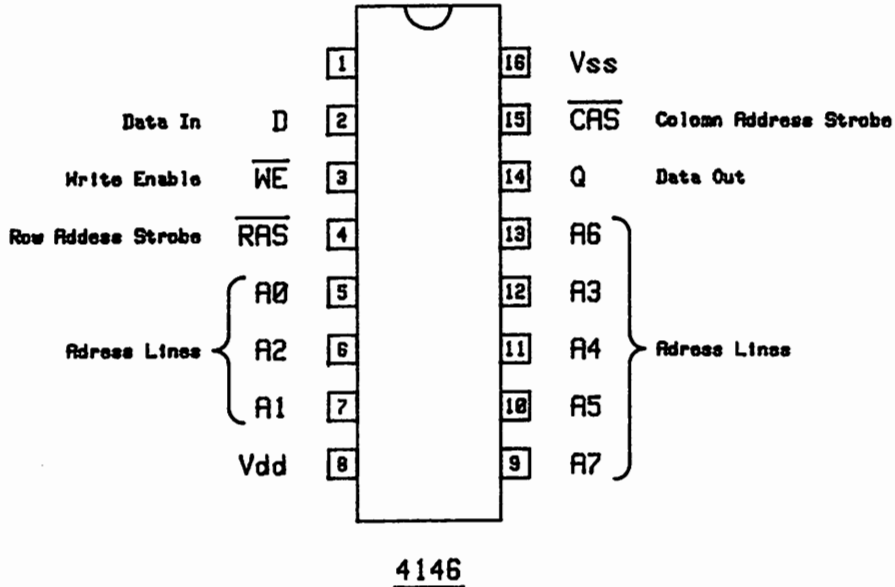 1 16 Vss
Data In D 2 15 CAS Colomn Address Strobe
Write Enable WE 3 14 Q Data Out
Row Addess Strobe RAS 4 13 A6
A0 5 12 A3
Adress Lines A2 6 11 A4 Adress Lines
A1 7 10 A5
Vdd 8 9 A7
4146